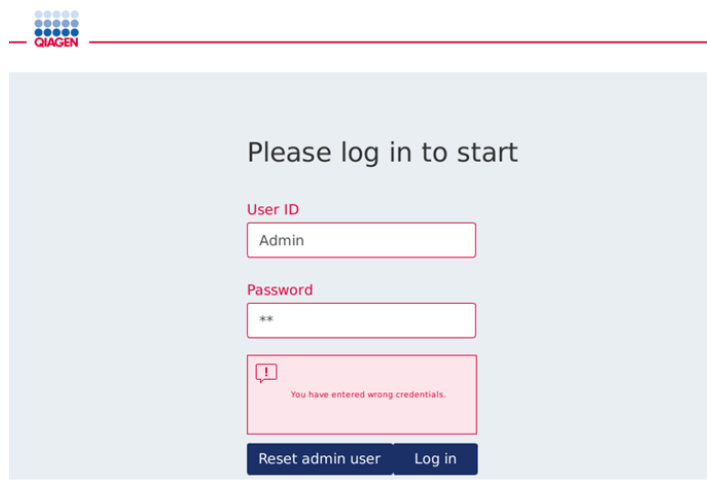 QIAGEN
Please log in to start
User ID
Admin
Password
**
!
You have entered wrong credentials.
Reset admin user Log in